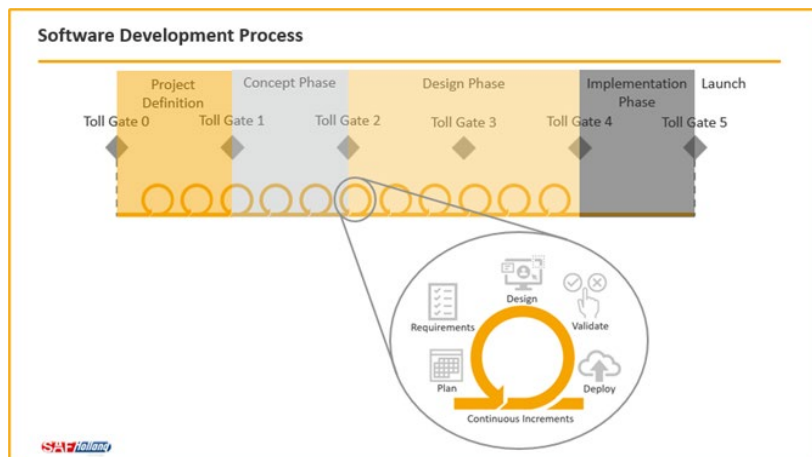 Software Development Process
Project
Definition
Concept Phase
Design Phase
Implementation
Phase
Launch
Toll Gate 0
Toll Gate 1
Toll Gate 2
Toll Gate 3
Toll Gate 4
Toll Gate 5
Design
Requirements
Validate
Plan
Deploy
Continuous Increments
SAF Holland